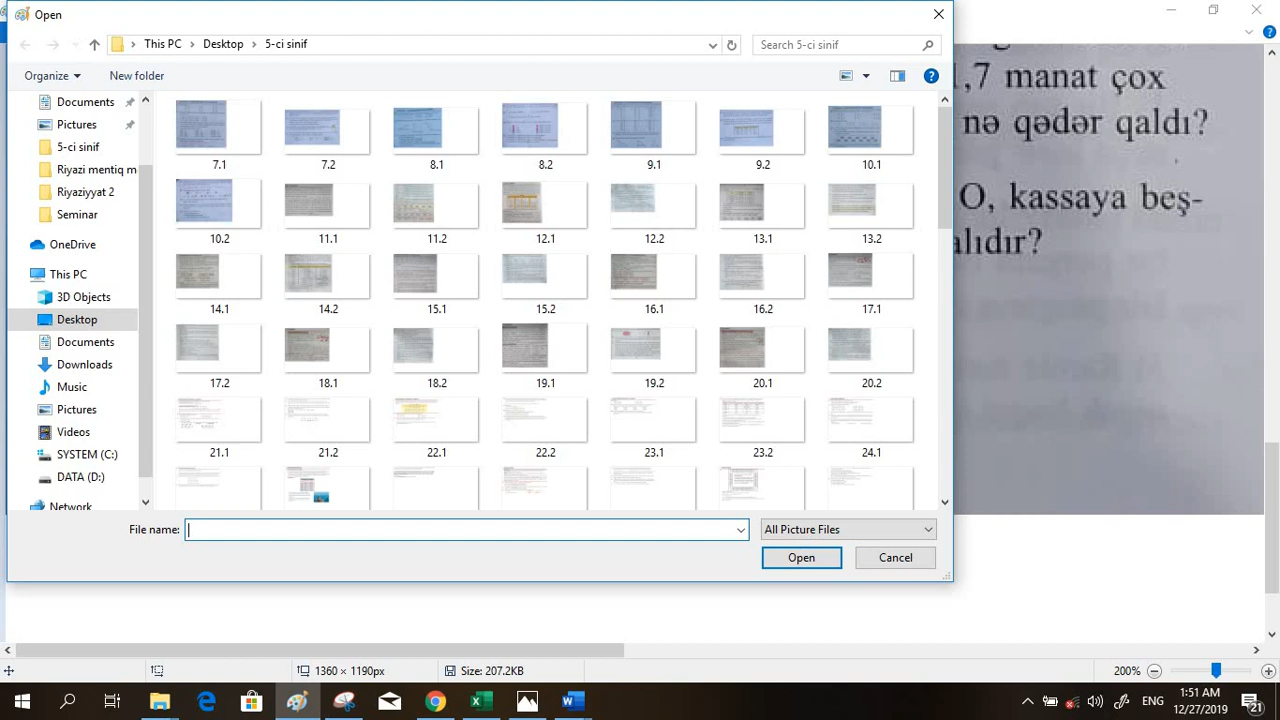 Open
This PC
Desktop
5-ci sinif
Search 5-ci sinif
Organize
New folder
Documents
Pictures
5-ci sinif
Riyazi mentiq m
Riyaziyyat 2
Seminar
OneDrive
This PC
3D Objects
Desktop
Documents
Downloads
Music
Pictures
Videos
SYSTEM (C:)
DATA (D:)
Network
7.1 7.2 8.1 8.2 9.1 9.2 10.1
10.2 11.1 11.2 12.1 12.2 13.1 13.2
14.1 14.2 15.1 15.2 16.1 16.2 17.1
17.2 18.1 18.2 19.1 19.2 20.1 20.2
21.1 21.2 22.1 22.2 23.1 23.2 24.1
File name:
All Picture Files
Open Cancel
1,7 manat çox
nə qədər qaldı?
O, kassaya beş-
alıdır?
1360 × 1190px
Size: 207.2KB
200%
ENG
1:51 AM
12/27/2019
21